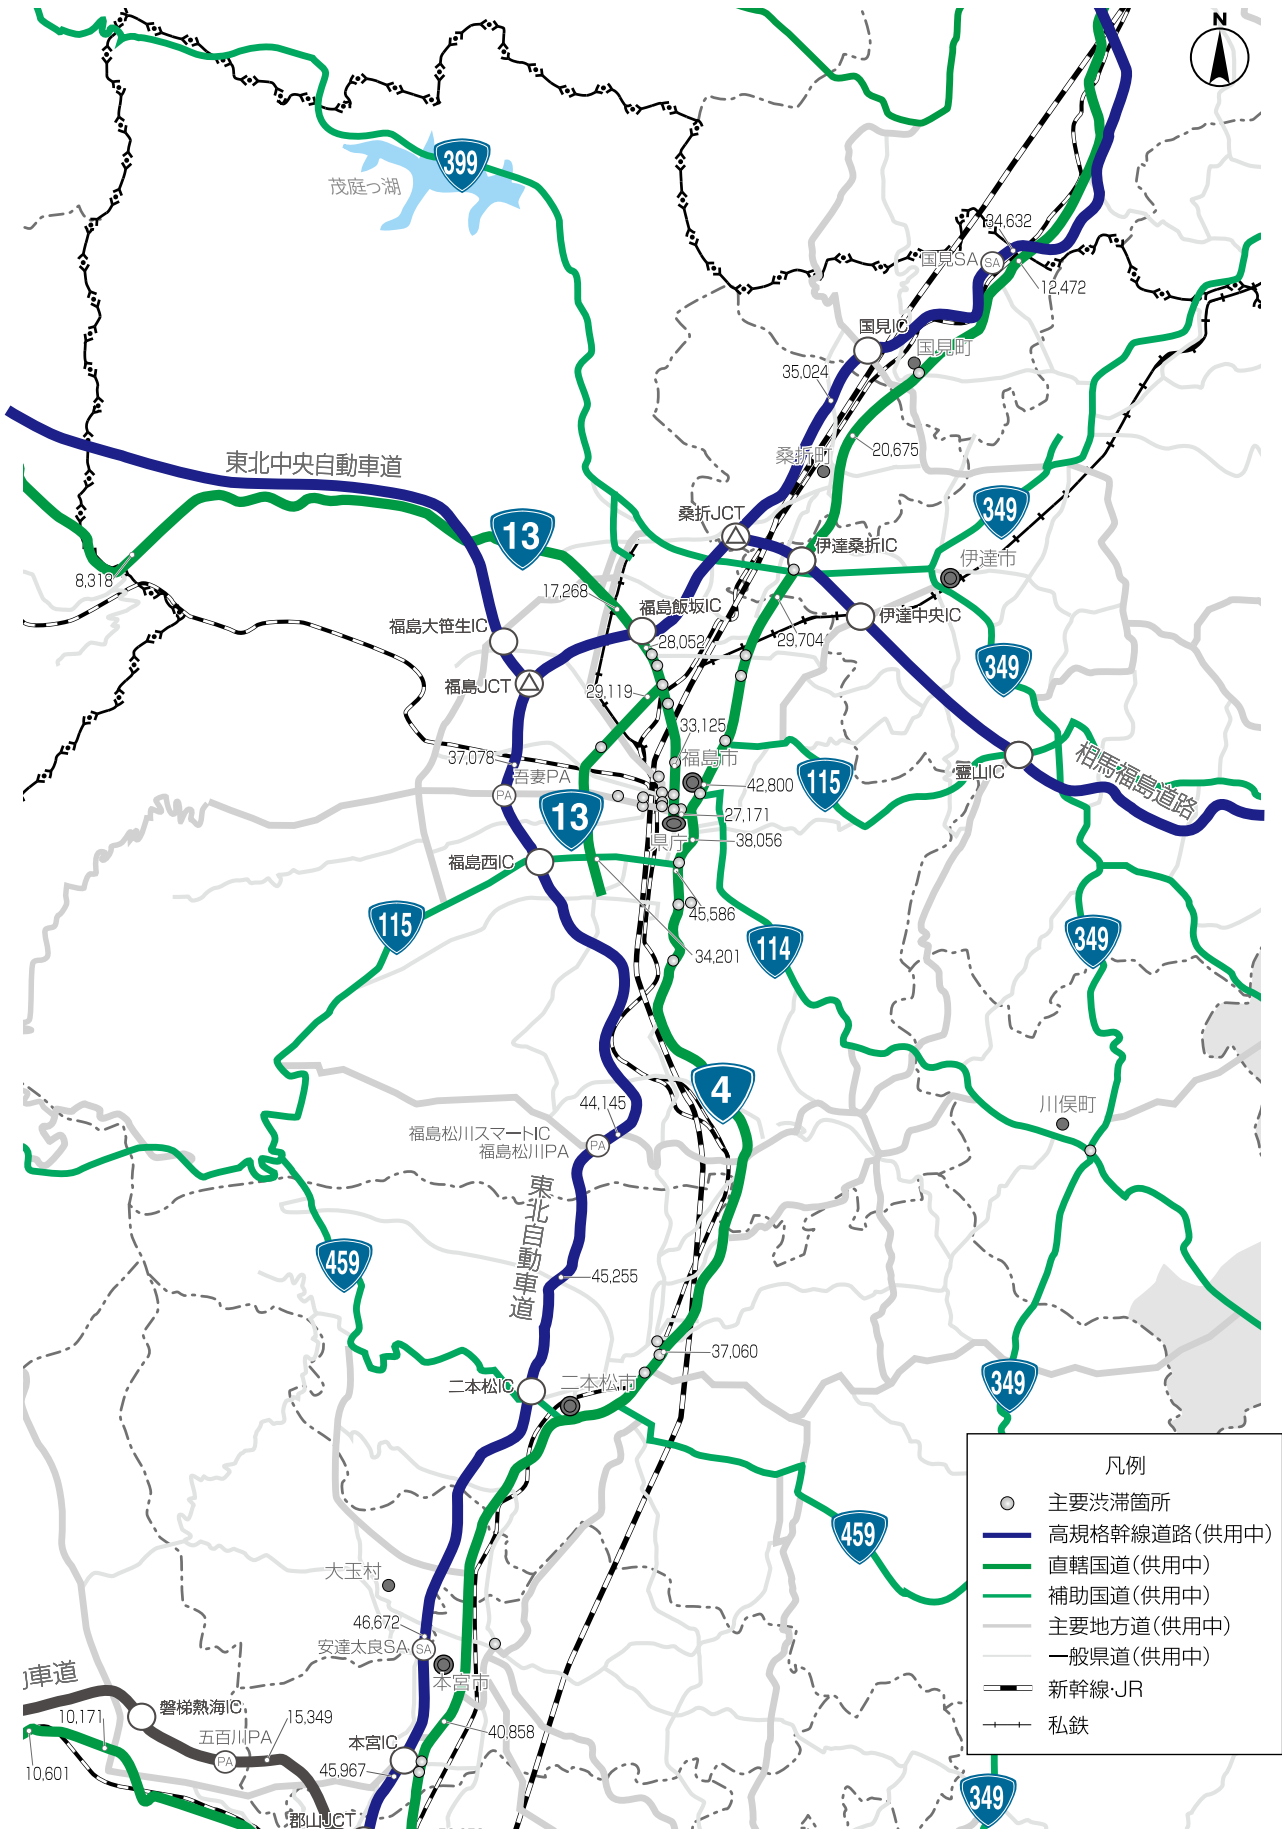 N
399
茂庭っ湖
34,632
国見SA
SA
12,472
国見IC
国見町
35,024
20,675
桑折町
東北中央自動車道
349
桑折JCT
13
伊達桑折IC
伊達市
8,318
17,268
福島飯坂IC
伊達中央IC
福島大笹生IC
28,052
29,704
349
福島JCT
29,119
33,125
37,078
福島市
吾妻PA
PA
42,800
115
霊山IC
相馬福島道路
13
27,171
県庁
38,056
福島西IC
115
45,586
34,201
114
349
4
44,145
川俣町
福島松川スマートIC
福島松川PA
PA
東北自動車道
459
45,255
37,060
二本松IC
二本松市
349
凡例
主要渋滞箇所
高規格幹線道路(供用中)
直轄国道(供用中)
補助国道(供用中)
主要地方道(供用中)
一般県道(供用中)
新幹線・JR
私鉄
459
大玉村
46,672
安達太良SA
SA
本宮市
動車道
磐梯熱海IC
10,171
五百川PA
15,349
PA
10,601
本宮IC
40,858
45,967
349
郡山JCT